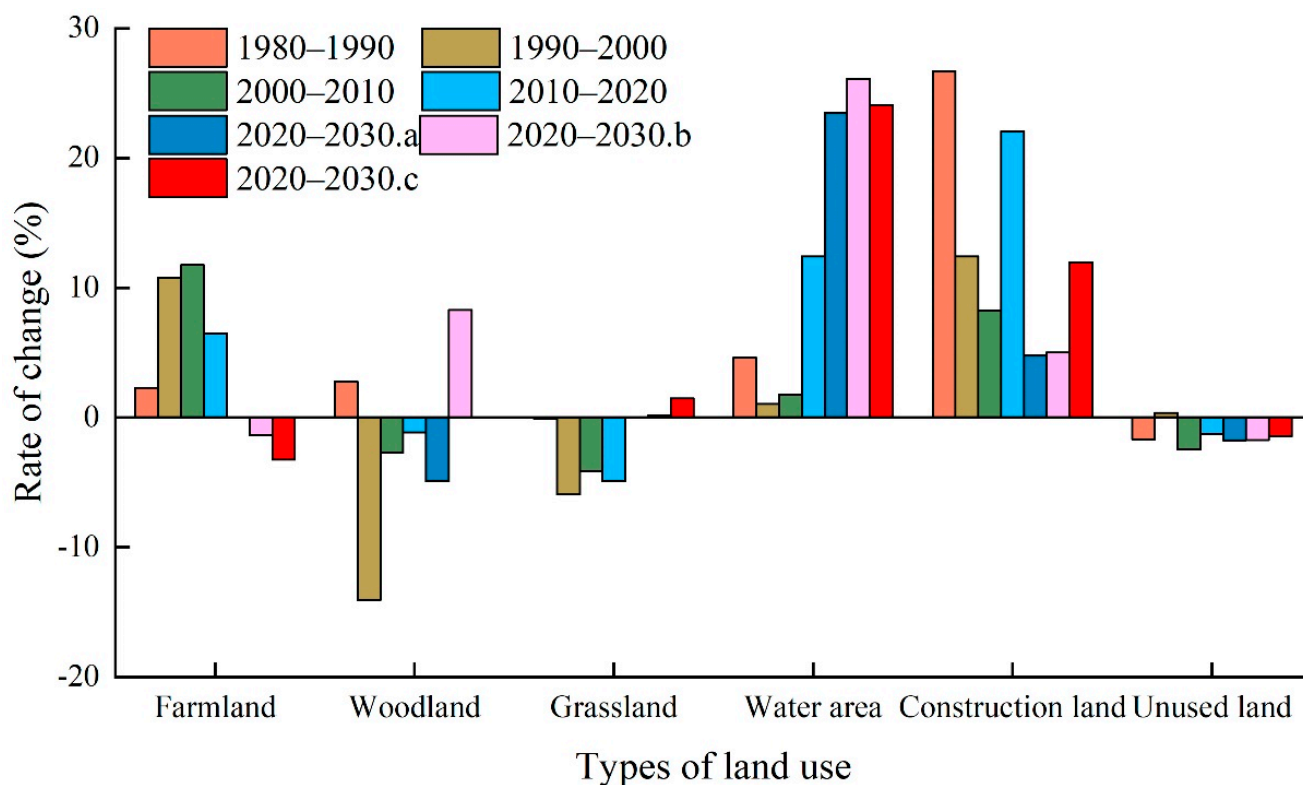 30
20
10
0
-10
-20
Rate of change (%)
1980–1990
1990–2000
2000–2010
2010–2020
2020–2030.a
2020–2030.b
2020–2030.c
Farmland
Woodland
Grassland
Water area
Construction land
Unused land
Types of land use